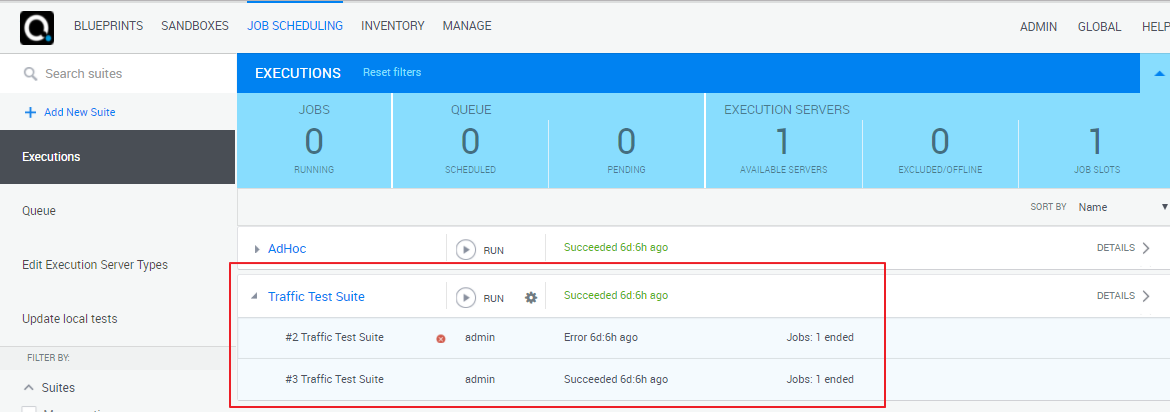 BLUEPRINTS SANDBOXES JOB SCHEDULING INVENTORY MANAGE ADMIN GLOBAL HELP
Search suites
EXECUTIONS Reset filters
Add New Suite
JOBS QUEUE EXECUTION SERVERS
0 0 0 1 0 1
RUNNING SCHEDULED PENDING AVAILABLE SERVERS EXCLUDED/OFFLINE JOB SLOTS
Executions
Queue
SORT BY Name
AdHoc RUN Succeeded 6d:6h ago DETAILS
Edit Execution Server Types
Traffic Test Suite RUN Succeeded 6d:6h ago DETAILS
Update local tests
#2 Traffic Test Suite admin Error 6d:6h ago Jobs: 1 ended
FILTER BY:
#3 Traffic Test Suite admin Succeeded 6d:6h ago Jobs: 1 ended
Suites